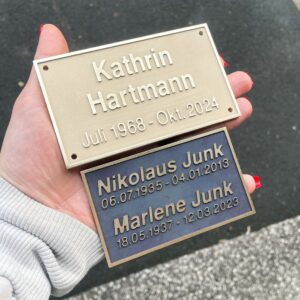 Kathrin
Hartmann
Juli 1968 - Okt. 2024
Nikolaus Junk
06.07.1935 - 04.01.2013
Marlene Junk
18.05.1937 - 12.03.2023